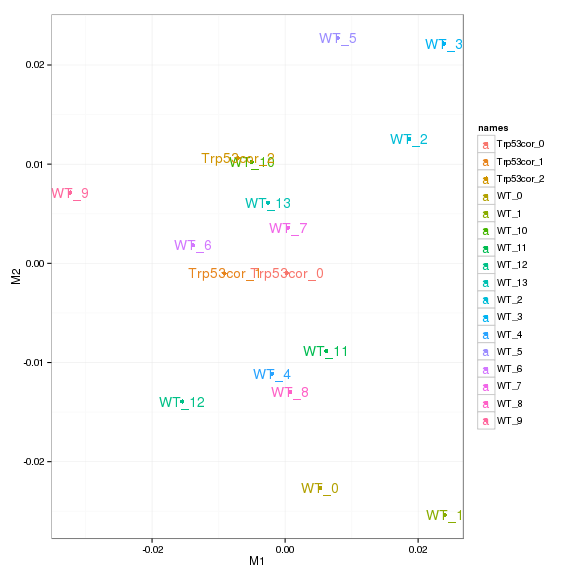 WT_5
WT_3
0.02
WT_2
names
Trp53cor_0
Trp53cor_1
Trp53cor_2
WT_0
WT_1
WT_10
WT_11
WT_12
WT_13
WT_2
WT_3
WT_4
WT_5
WT_6
WT_7
WT_8
WT_9
0.01
Trp53cor_2
WT_10
WT_9
WT_13
WT_7
WT_6
0.00
Trp53cor_1
Trp53cor_0
M2
-0.01
WT_11
WT_4
WT_8
WT_12
-0.02
WT_0
WT_1
-0.02 0.00 0.02
M1